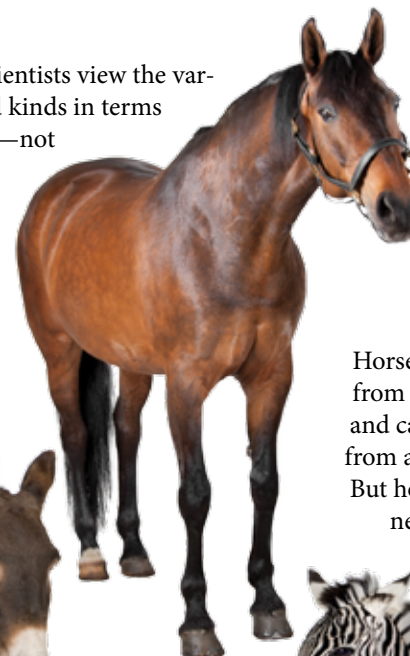 ientists view the var-
kinds in terms
—not
Horse
from
and ca
from a
But he
ne